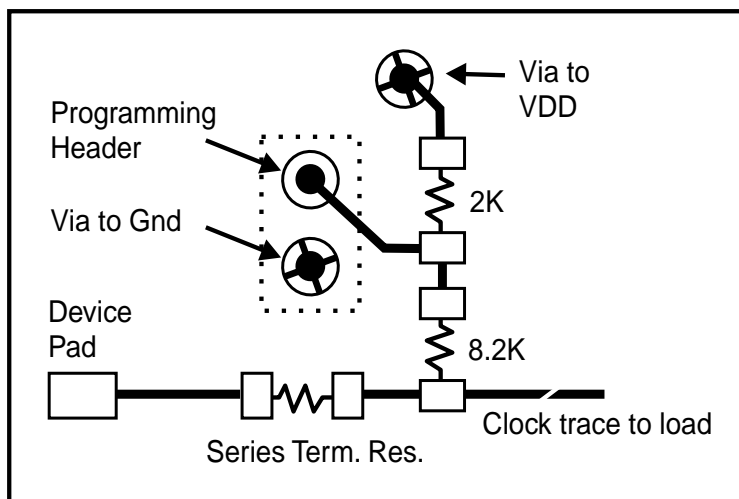 Via to
VDD
Programming
Header
2K
Via to Gnd
Device
Pad
8.2K
Clock trace to load
Series Term. Res.